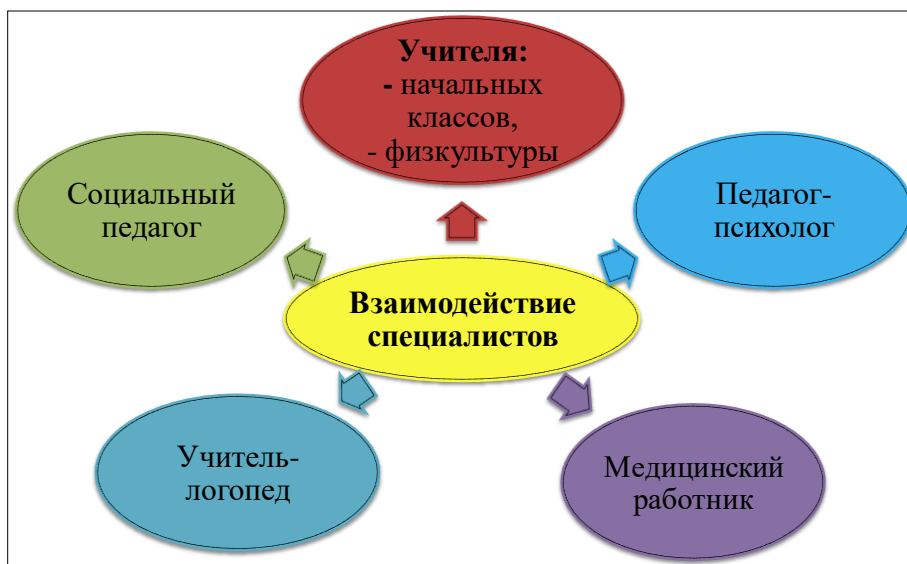 Учителя:
- начальных
классов,
- физкультуры
Социальный
педагог
Педагог-
психолог
Взаимодействие
специалистов
Учитель-
логопед
Медицинский
работник